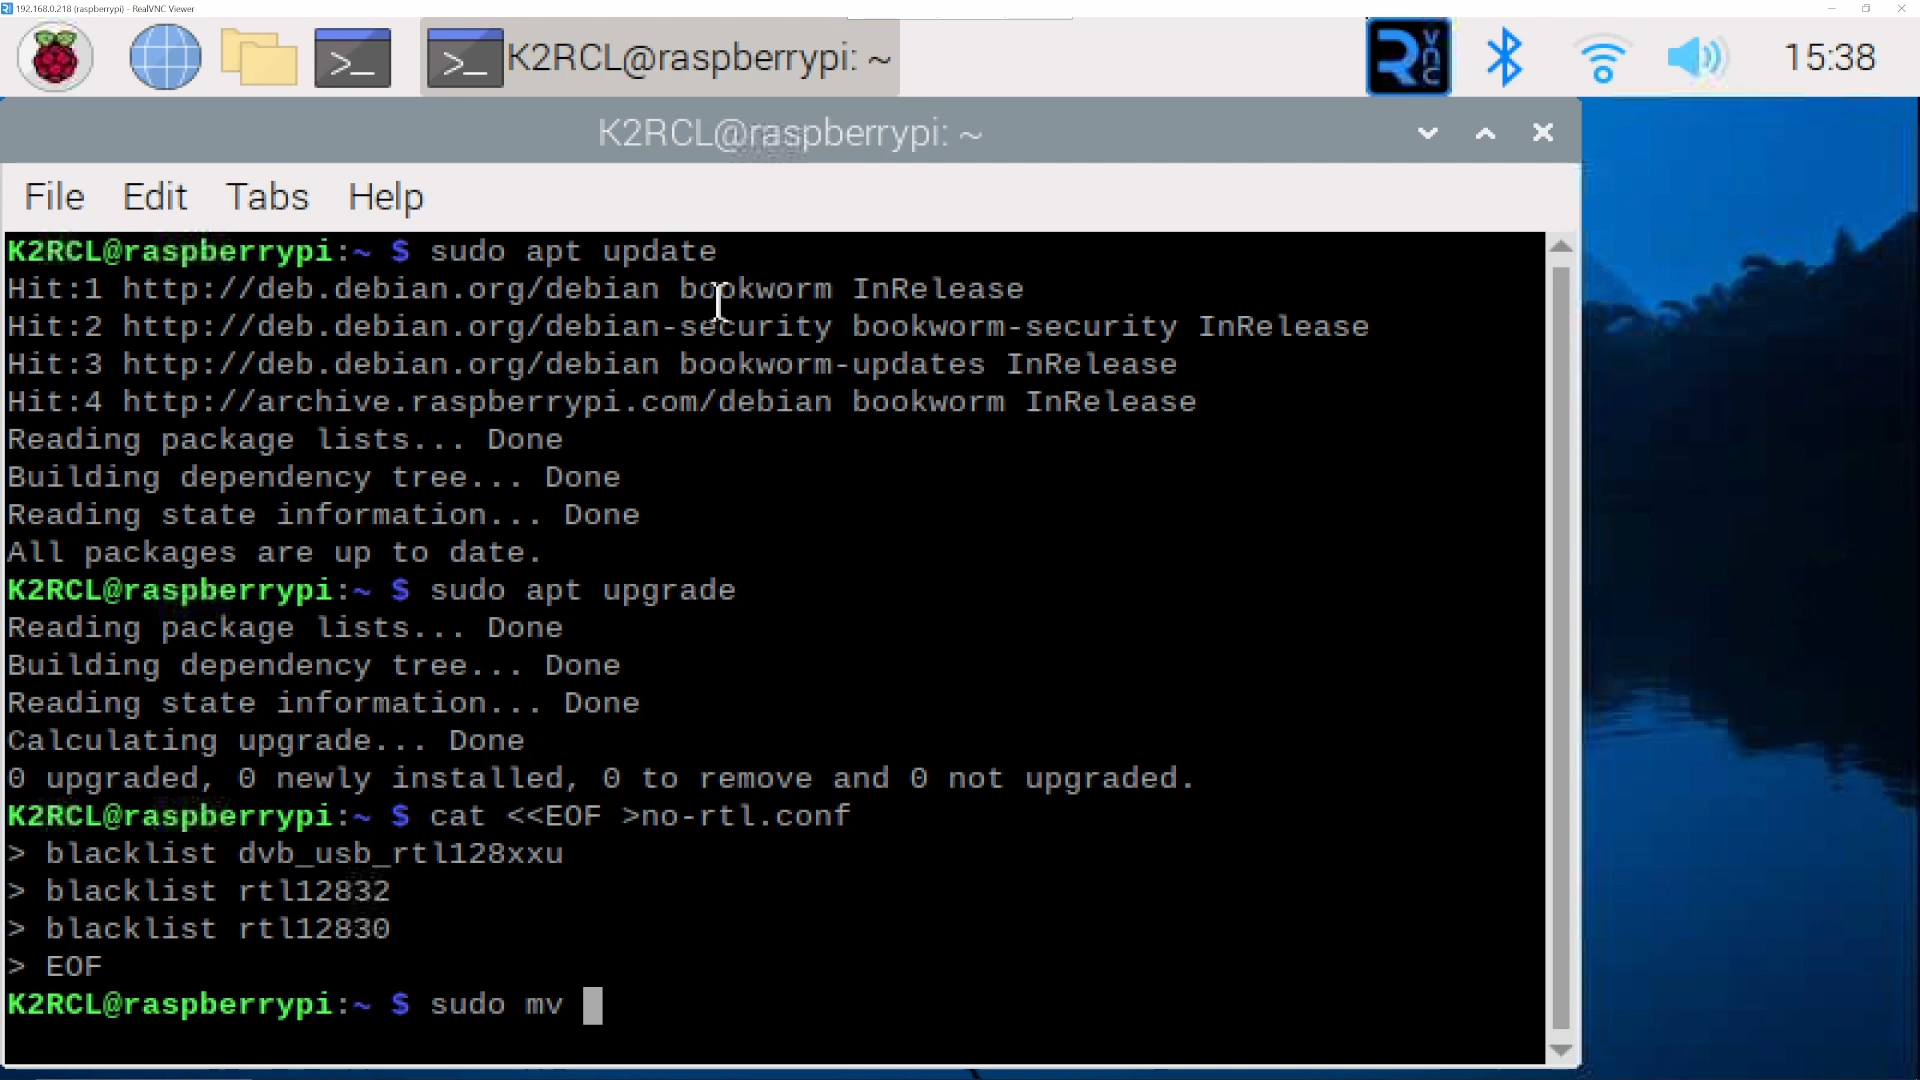 192.168.0.218 (raspberrypi) - RealVNC Viewer
K2RCL@raspberrypi: ~
VNC
15:38
K2RCL@raspberrypi: ~
File Edit Tabs Help
K2RCL@raspberrypi:~ $ sudo apt update
Hit:1 http://deb.debian.org/debian bookworm InRelease
Hit:2 http://deb.debian.org/debian-security bookworm-security InRelease
Hit:3 http://deb.debian.org/debian bookworm-updates InRelease
Hit:4 http://archive.raspberrypi.com/debian bookworm InRelease
Reading package lists... Done
Building dependency tree... Done
Reading state information... Done
All packages are up to date.
K2RCL@raspberrypi:~ $ sudo apt upgrade
Reading package lists... Done
Building dependency tree... Done
Reading state information... Done
Calculating upgrade... Done
0 upgraded, 0 newly installed, 0 to remove and 0 not upgraded.
K2RCL@raspberrypi:~ $ cat <<EOF >no-rtl.conf
> blacklist dvb_usb_rtl128xxu
> blacklist rtl12832
> blacklist rtl12830
> EOF
K2RCL@raspberrypi:~ $ sudo mv